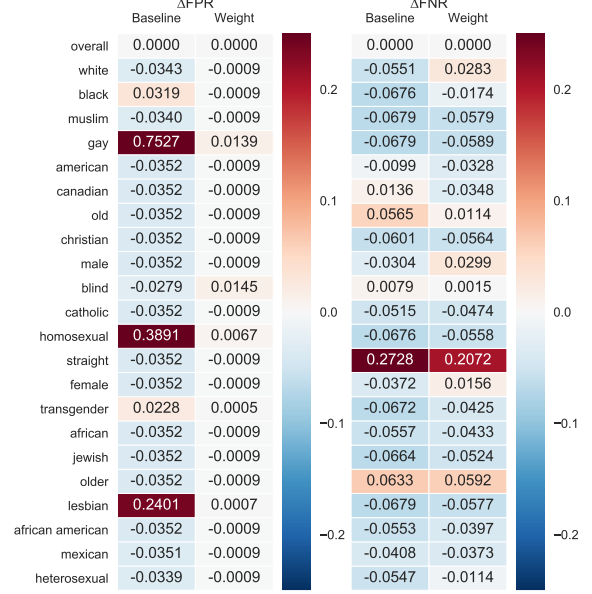 ΔFPR ΔFNR
Baseline Weight Baseline Weight
overall 0.0000 0.0000 0.0000 0.0000
white -0.0343 -0.0009 -0.0551 0.0283
black 0.0319 -0.0009 -0.0676 -0.0174
muslim -0.0340 -0.0009 -0.0679 -0.0579
gay 0.7527 0.0139 -0.0679 -0.0589
american -0.0352 -0.0009 -0.0099 -0.0328
canadian -0.0352 -0.0009 0.0136 -0.0348
old -0.0352 -0.0009 0.0565 0.0114
christian -0.0352 -0.0009 -0.0601 -0.0564
male -0.0352 -0.0009 -0.0304 0.0299
blind -0.0279 0.0145 0.0079 0.0015
catholic -0.0352 -0.0009 -0.0515 -0.0474
homosexual 0.3891 0.0067 -0.0676 -0.0558
straight -0.0352 -0.0009 0.2728 0.2072
female -0.0352 -0.0009 -0.0372 0.0156
transgender 0.0228 0.0005 -0.0672 -0.0425
african -0.0352 -0.0009 -0.0557 -0.0433
jewish -0.0352 -0.0009 -0.0664 -0.0524
older -0.0352 -0.0009 0.0633 0.0592
lesbian 0.2401 0.0007 -0.0679 -0.0577
african american -0.0352 -0.0009 -0.0553 -0.0397
mexican -0.0351 -0.0009 -0.0408 -0.0373
heterosexual -0.0339 -0.0009 -0.0547 -0.0114
0.2
0.1
0.0
−0.1
−0.2
0.2
0.1
0.0
−0.1
−0.2